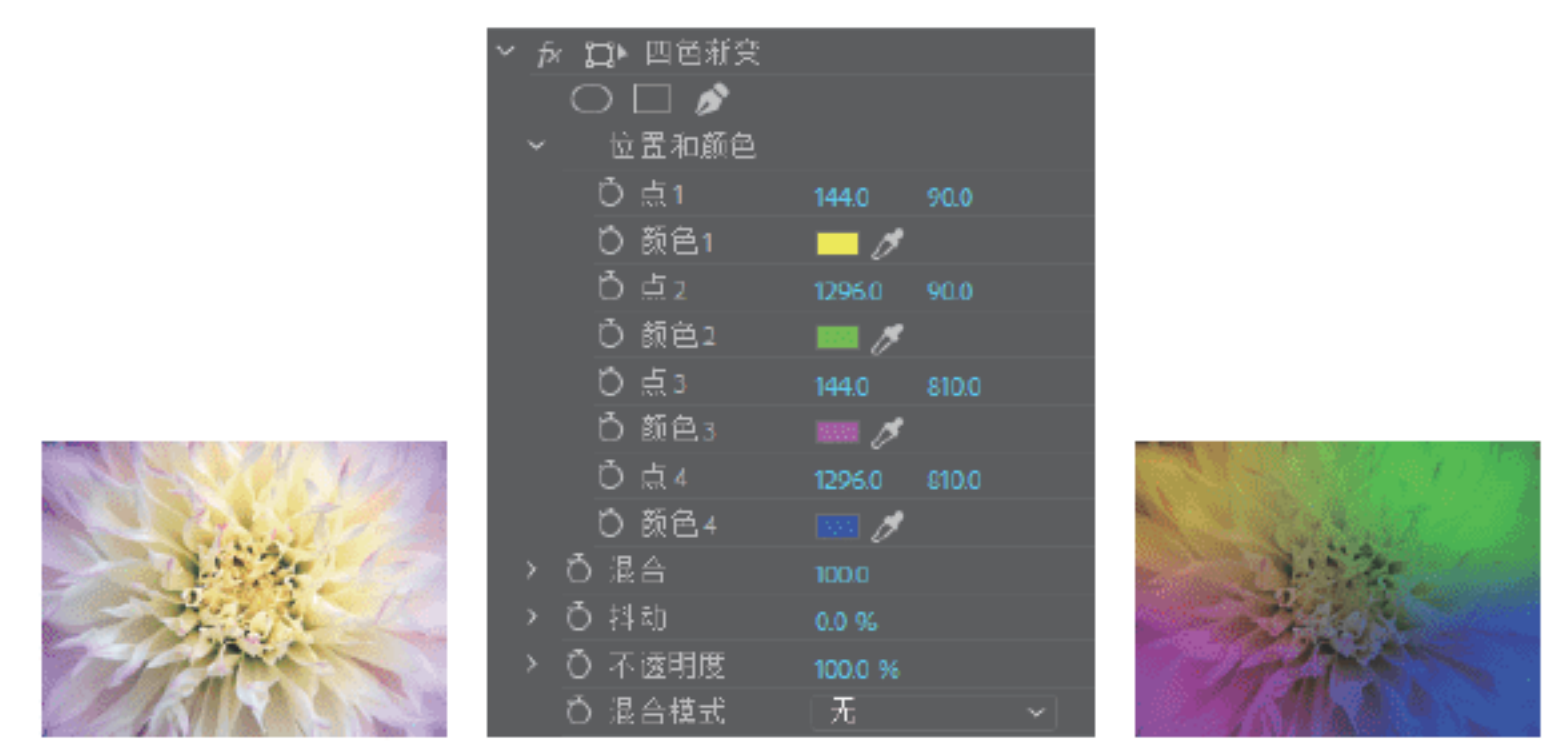 fx 四色渐变
位置和颜色
点1 144.0 90.0
颜色1
点2 1296.0 90.0
颜色2
点3 144.0 810.0
颜色3
点4 1296.0 810.0
颜色4
混合 100.0
抖动 0.0 %
不透明度 100.0 %
混合模式 无